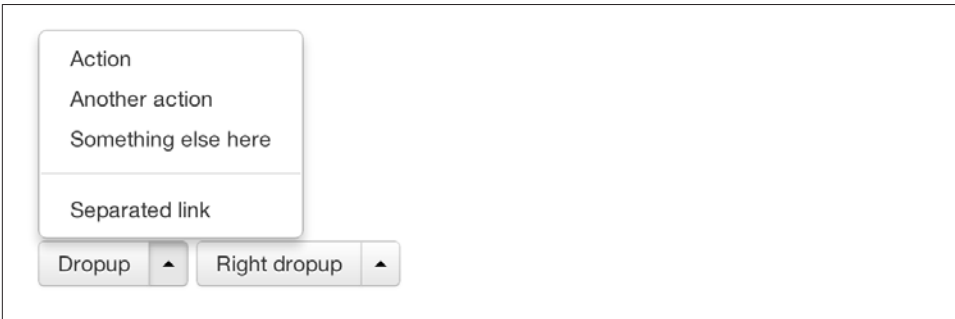 Action
Another action
Something else here
Separated link
Dropup Right dropup